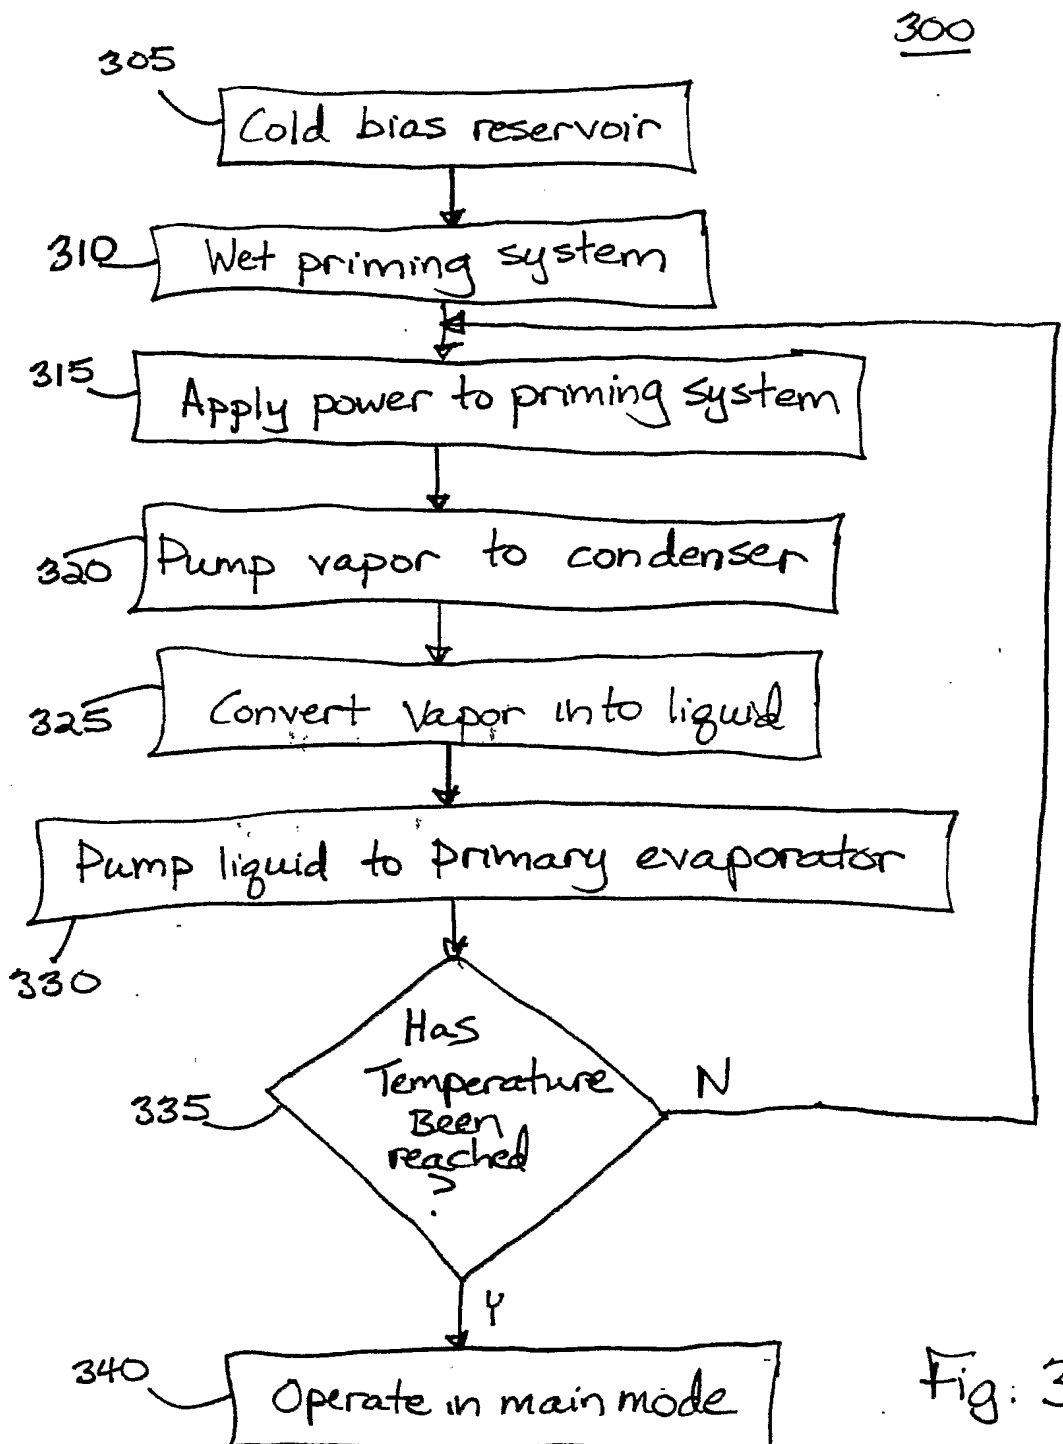 300
305
Cold bias reservoir
310
Wet priming system
315
Apply power to priming system
320
Pump vapor to condenser
325
Convert vapor into liquid
Pump liquid to primary evaporator
330
Has
Temperature
Been
reached
?
335
N
Y
340
Operate in main mode
Fig. 3